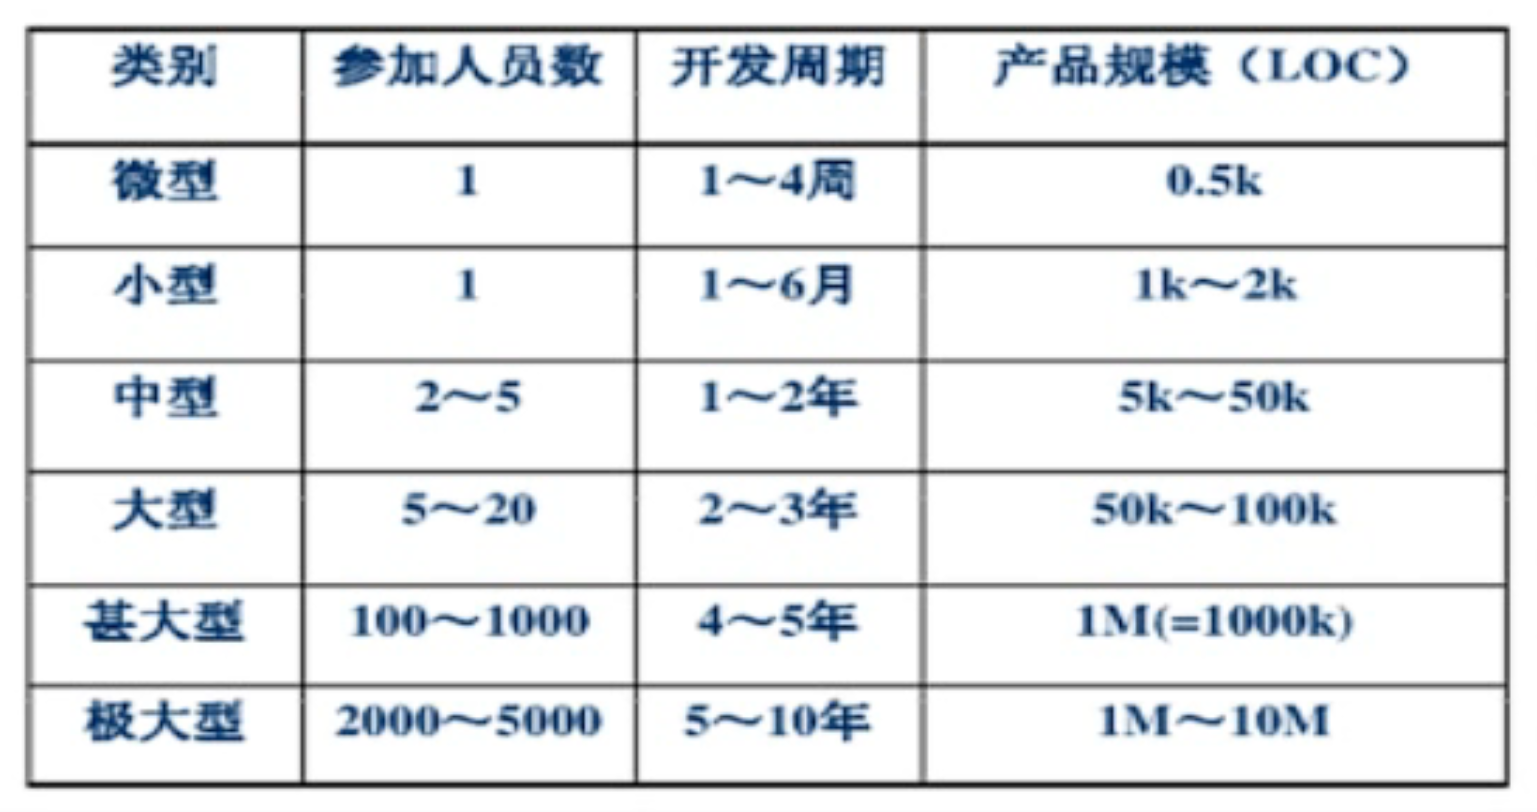 类别 参加人员数 开发周期 产品规模（LOC）
微型 1 1～4周 0.5k
小型 1 1～6月 1k～2k
中型 2～5 1～2年 5k～50k
大型 5～20 2～3年 50k～100k
甚大型 100～1000 4～5年 1M(=1000k)
极大型 2000～5000 5～10年 1M～10M